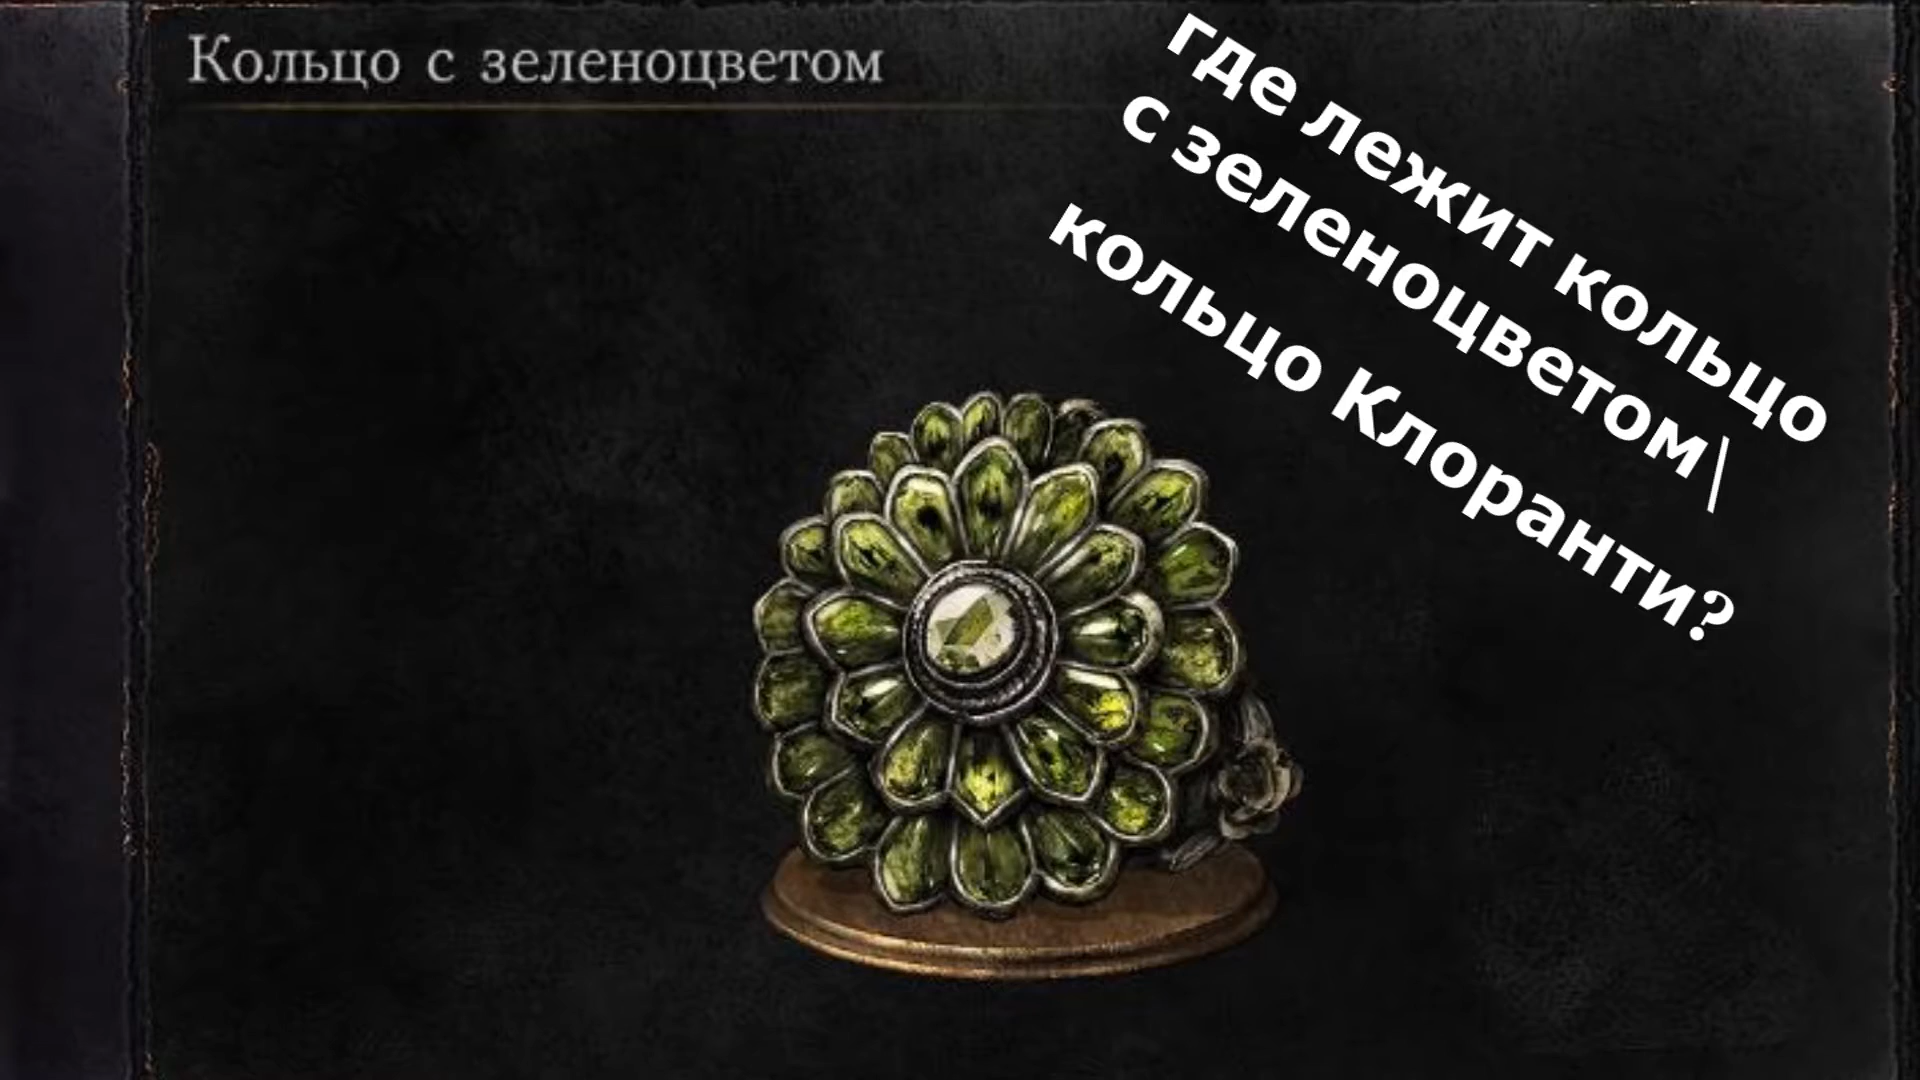 Кольцо с зеленоцветом
где лежит кольцо
с зеленоцветом\
кольцо Клоранти?